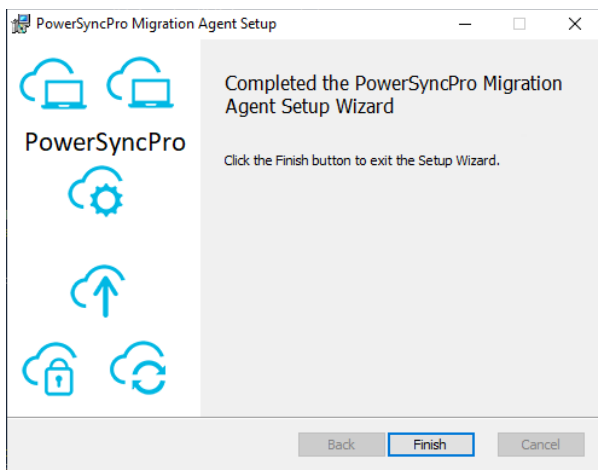 PowerSyncPro Migration Agent Setup
Completed the PowerSyncPro Migration
Agent Setup Wizard
PowerSyncPro
Click the Finish button to exit the Setup Wizard.
Back
Finish
Cancel